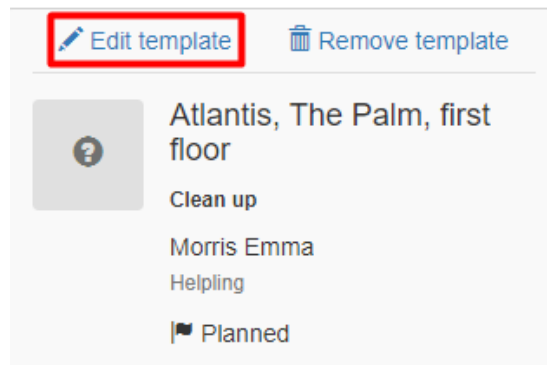 Edit template Remove template
Atlantis, The Palm, first
floor
Clean up
Morris Emma
Helpling
Planned